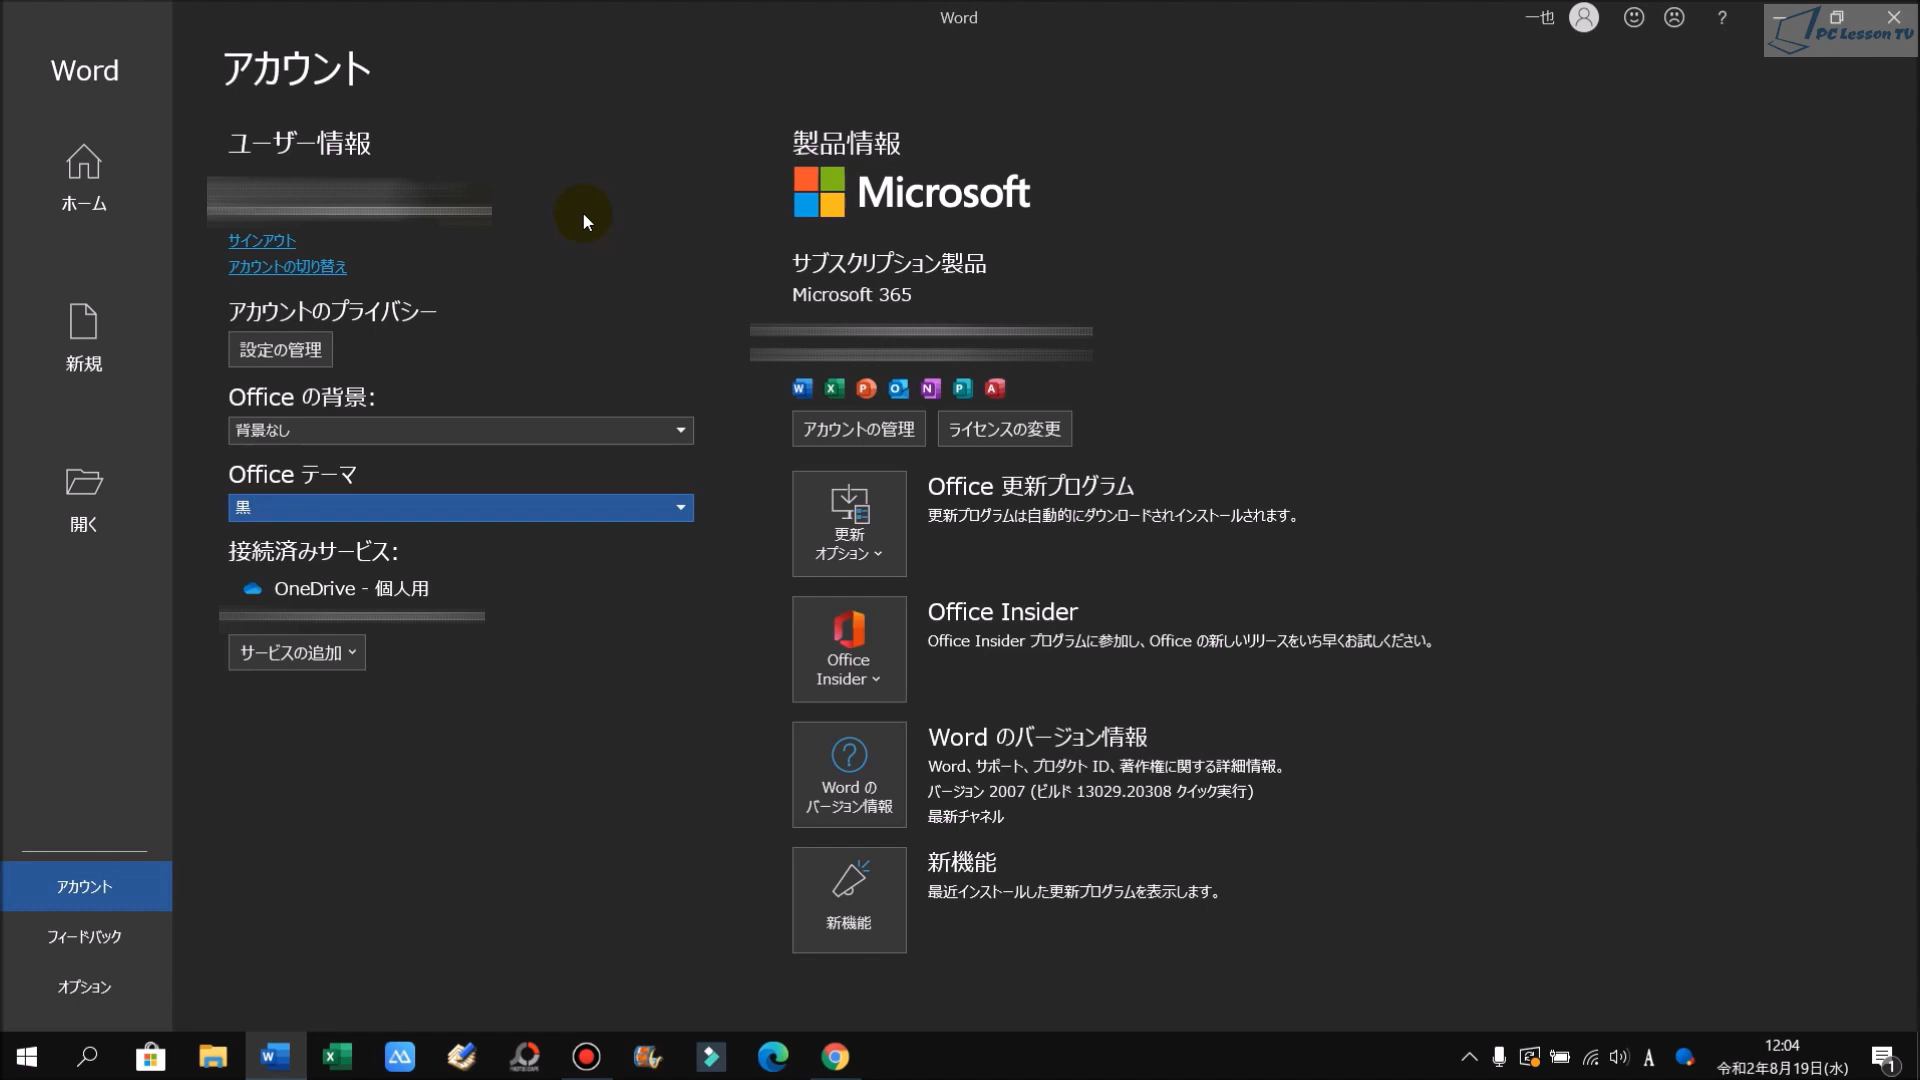 Word
一也
?
PC Lesson TV
Word
ホーム
新規
開く
アカウント
フィードバック
オプション
アカウント
ユーザー情報
サインアウト
アカウントの切り替え
アカウントのプライバシー
設定の管理
Office の背景:
背景なし
Office テーマ
黒
接続済みサービス:
OneDrive - 個人用
サービスの追加
製品情報
Microsoft
サブスクリプション製品
Microsoft 365
アカウントの管理
ライセンスの変更
更新
オプション
Office 更新プログラム
更新プログラムは自動的にダウンロードされインストールされます。
Office
Insider
Office Insider
Office Insider プログラムに参加し、Office の新しいリリースをいち早くお試しください。
Word の
バージョン情報
Word のバージョン情報
Word、サポート、プロダクト ID、著作権に関する詳細情報。
バージョン 2007 (ビルド 13029.20308 クイック実行)
最新チャネル
新機能
新機能
最近インストールした更新プログラムを表示します。
A
12:04
令和2年8月19日(水)
1